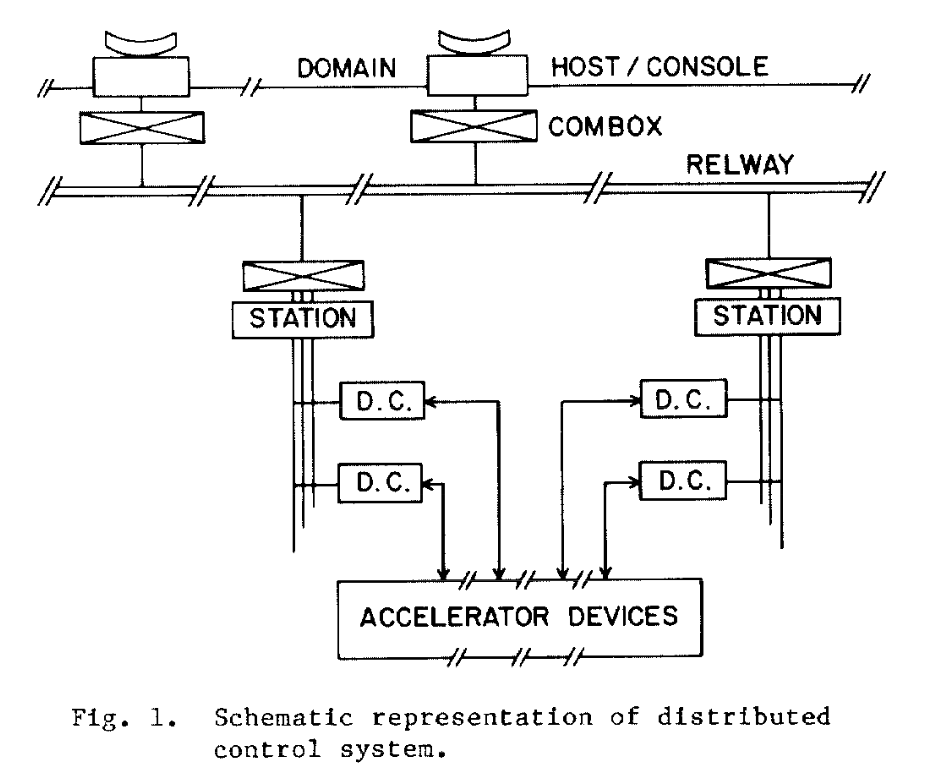 DOMAIN HOST / CONSOLE
COMBOX
RELWAY
STATION STATION
D.C. D.C.
D.C. D.C.
ACCELERATOR DEVICES
Fig. 1. Schematic representation of distributed
control system.